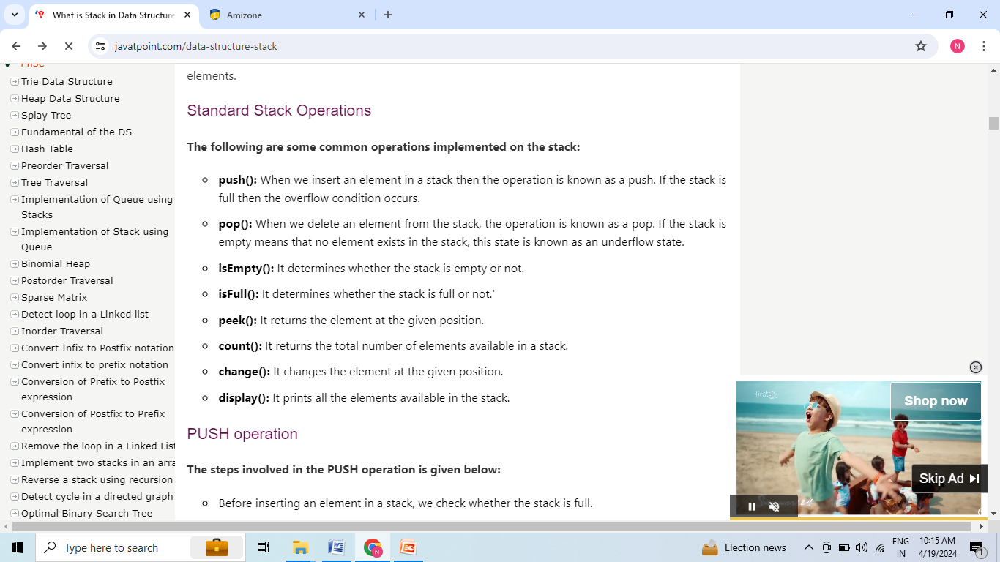 What is Stack in Data Structure
Amizone
javatpoint.com/data-structure-stack
N
Misc
Trie Data Structure
Heap Data Structure
Splay Tree
Fundamental of the DS
Hash Table
Preorder Traversal
Tree Traversal
Implementation of Queue using
Stacks
Implementation of Stack using
Queue
Binomial Heap
Postorder Traversal
Sparse Matrix
Detect loop in a Linked list
Inorder Traversal
Convert Infix to Postfix notation
Convert infix to prefix notation
Conversion of Prefix to Postfix
expression
Conversion of Postfix to Prefix
expression
Remove the loop in a Linked List
Implement two stacks in an arra
Reverse a stack using recursion
Detect cycle in a directed graph
Optimal Binary Search Tree
elements.
Standard Stack Operations
The following are some common operations implemented on the stack:
push(): When we insert an element in a stack then the operation is known as a push. If the stack is
full then the overflow condition occurs.
pop(): When we delete an element from the stack, the operation is known as a pop. If the stack is
empty means that no element exists in the stack, this state is known as an underflow state.
isEmpty(): It determines whether the stack is empty or not.
isFull(): It determines whether the stack is full or not.'
peek(): It returns the element at the given position.
count(): It returns the total number of elements available in a stack.
change(): It changes the element at the given position.
display(): It prints all the elements available in the stack.
PUSH operation
The steps involved in the PUSH operation is given below:
Before inserting an element in a stack, we check whether the stack is full.
firstcry
Shop now
Skip Ad
Type here to search
N
Election news
ENG
IN
10:15 AM
4/19/2024
1